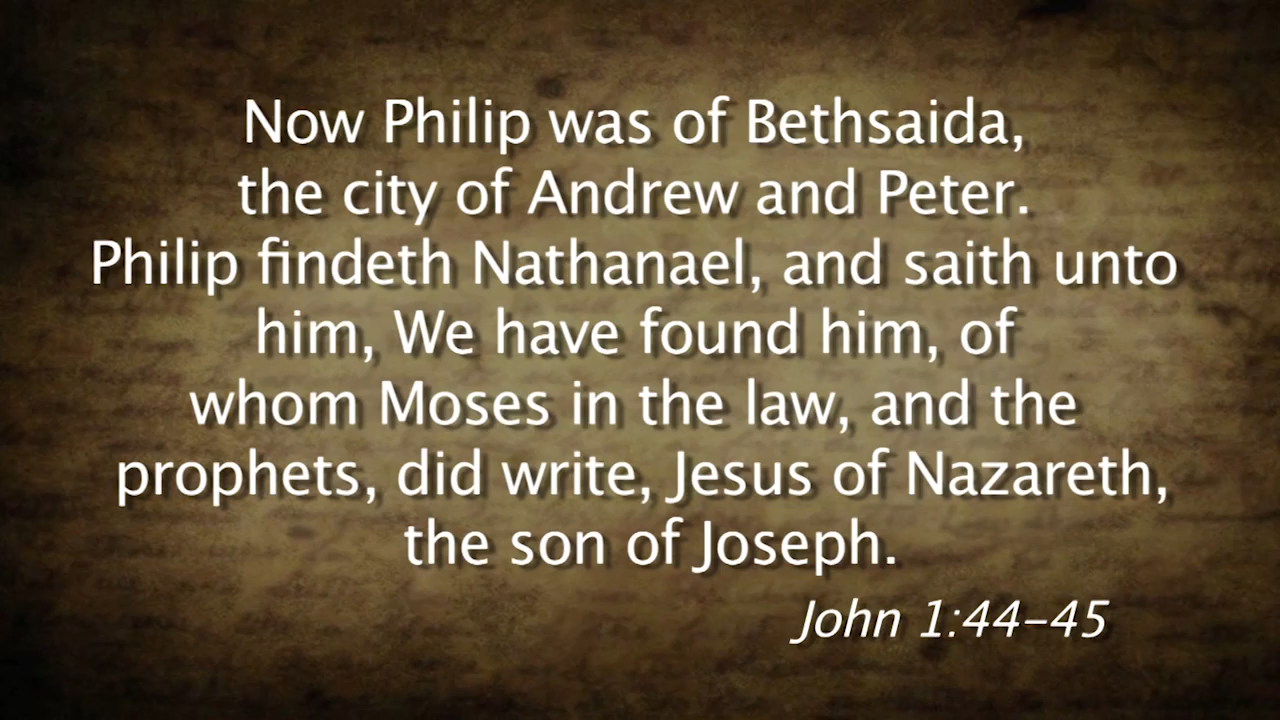 Now Philip was of Bethsaida,
the city of Andrew and Peter.
Philip findeth Nathanael, and saith unto
him, We have found him, of
whom Moses in the law, and the
prophets, did write, Jesus of Nazareth,
the son of Joseph.
John 1:44–45